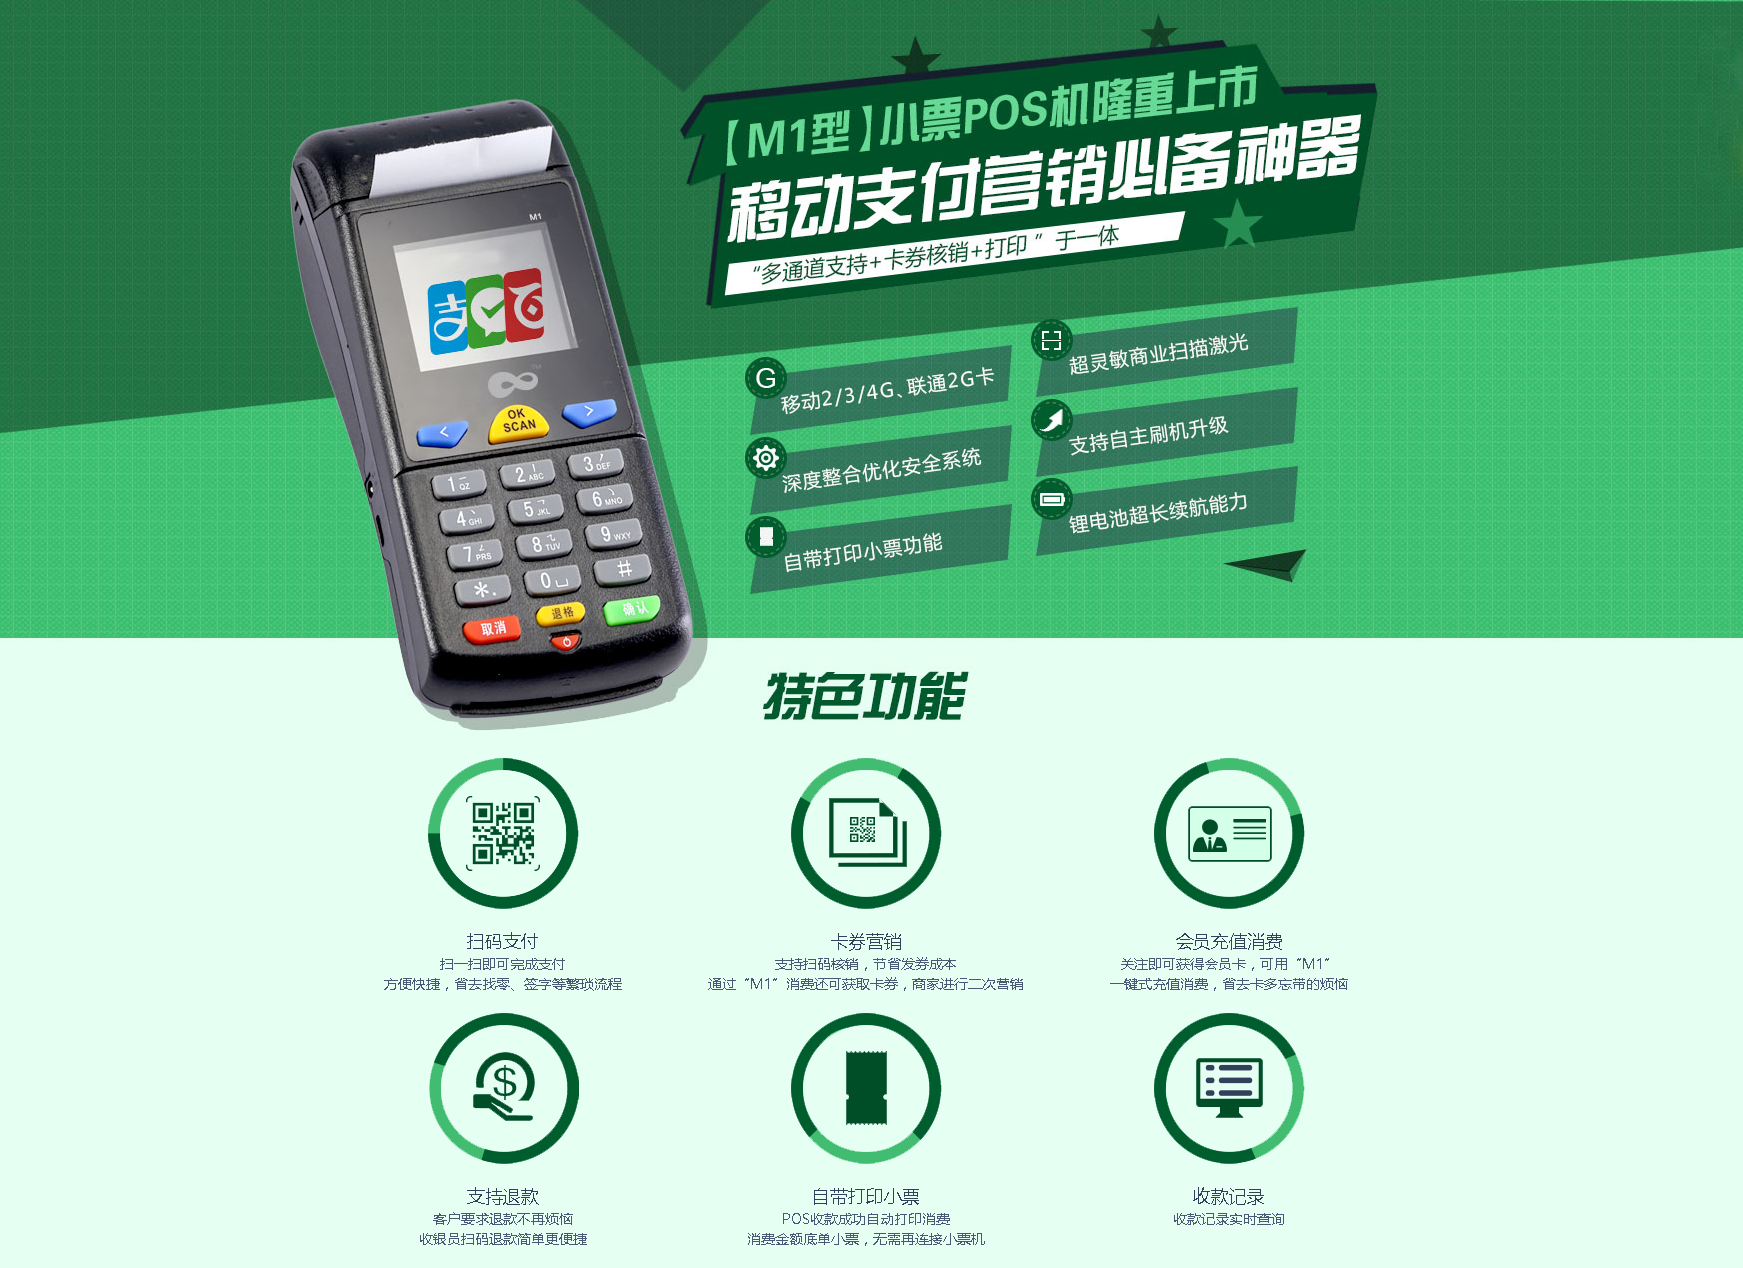 【M1型】小票POS机隆重上市
移动支付营销必备神器
“多通道支持+卡券核销+打印 ”于一体
G
移动2/3/4G、联通2G卡
超灵敏商业扫描激光
深度整合优化安全系统
支持自主刷机升级
自带打印小票功能
锂电池超长续航能力
M1
支
<
OK
SCAN
>
1 QZ
2 ABC
3 DEF
4 GHI
5 JKL
6 MNO
7 PRS
8 TUV
9 WXY
*.
0
#
取消
退格
确认
特色功能
扫码支付
扫一扫即可完成支付
方便快捷，省去找零、签字等繁琐流程
卡券营销
支持扫码核销，节省发券成本
通过“M1”消费还可获取卡券，商家进行二次营销
会员充值消费
关注即可获得会员卡，可用“M1”
一键式充值消费，省去卡多忘带的烦恼
$
支持退款
客户要求退款不再烦恼
收银员扫码退款简单更便捷
自带打印小票
POS收款成功自动打印消费
消费金额底单小票，无需再连接小票机
收款记录
收款记录实时查询